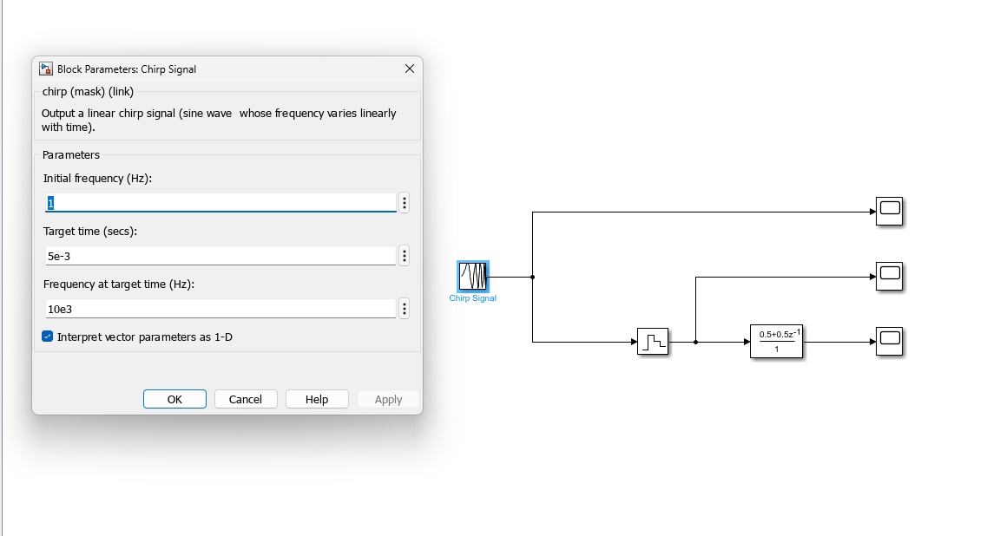 Block Parameters: Chirp Signal
chirp (mask) (link)
Output a linear chirp signal (sine wave  whose frequency varies linearly
with time).
Parameters
Initial frequency (Hz):
1
Target time (secs):
5e-3
Frequency at target time (Hz):
10e3
Interpret vector parameters as 1-D
OK
Cancel
Help
Apply
Chirp Signal
0.5+0.5z⁻¹
1